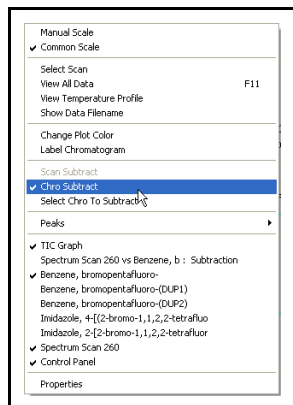 Manual Scale
Common Scale
Select Scan
View All Data F11
View Temperature Profile
Show Data Filename
Change Plot Color
Label Chromatogram
Scan Subtract
Chro Subtract
Select Chro To Subtract
Peaks
TIC Graph
Spectrum Scan 260 vs Benzene, b : Subtraction
Benzene, bromopentafluoro-
Benzene, bromopentafluoro-(DUP1)
Benzene, bromopentafluoro-(DUP2)
Imidazole, 4-[(2-bromo-1,1,2,2-tetrafluo
Imidazole, 2-[2-bromo-1,1,2,2-tetrafluor
Spectrum Scan 260
Control Panel
Properties